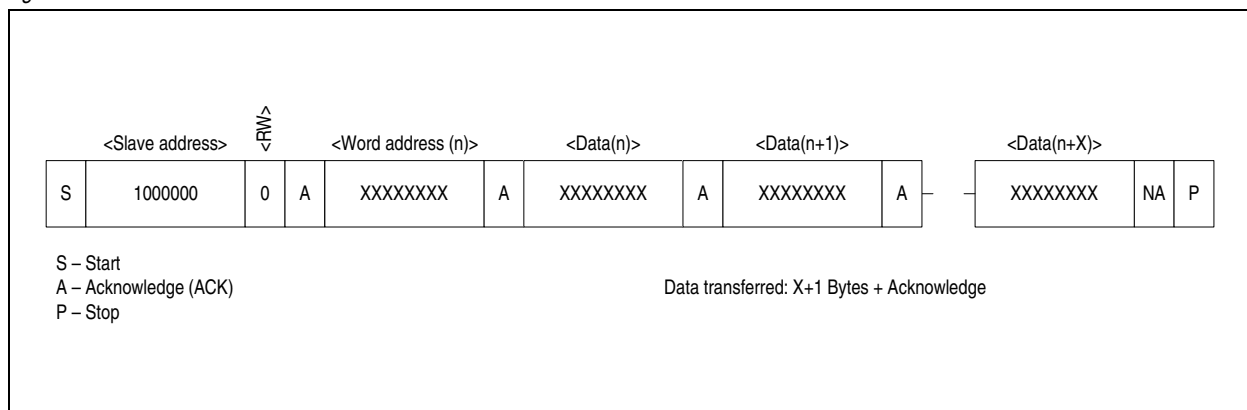 <Slave address> <RW> <Word address (n)> <Data(n)> <Data(n+1)> <Data(n+X)>
S 1000000 0 A XXXXXXXX A XXXXXXXX A XXXXXXXX A – – XXXXXXXX NA P
S – Start
A – Acknowledge (ACK) Data transferred: X+1 Bytes + Acknowledge
P – Stop